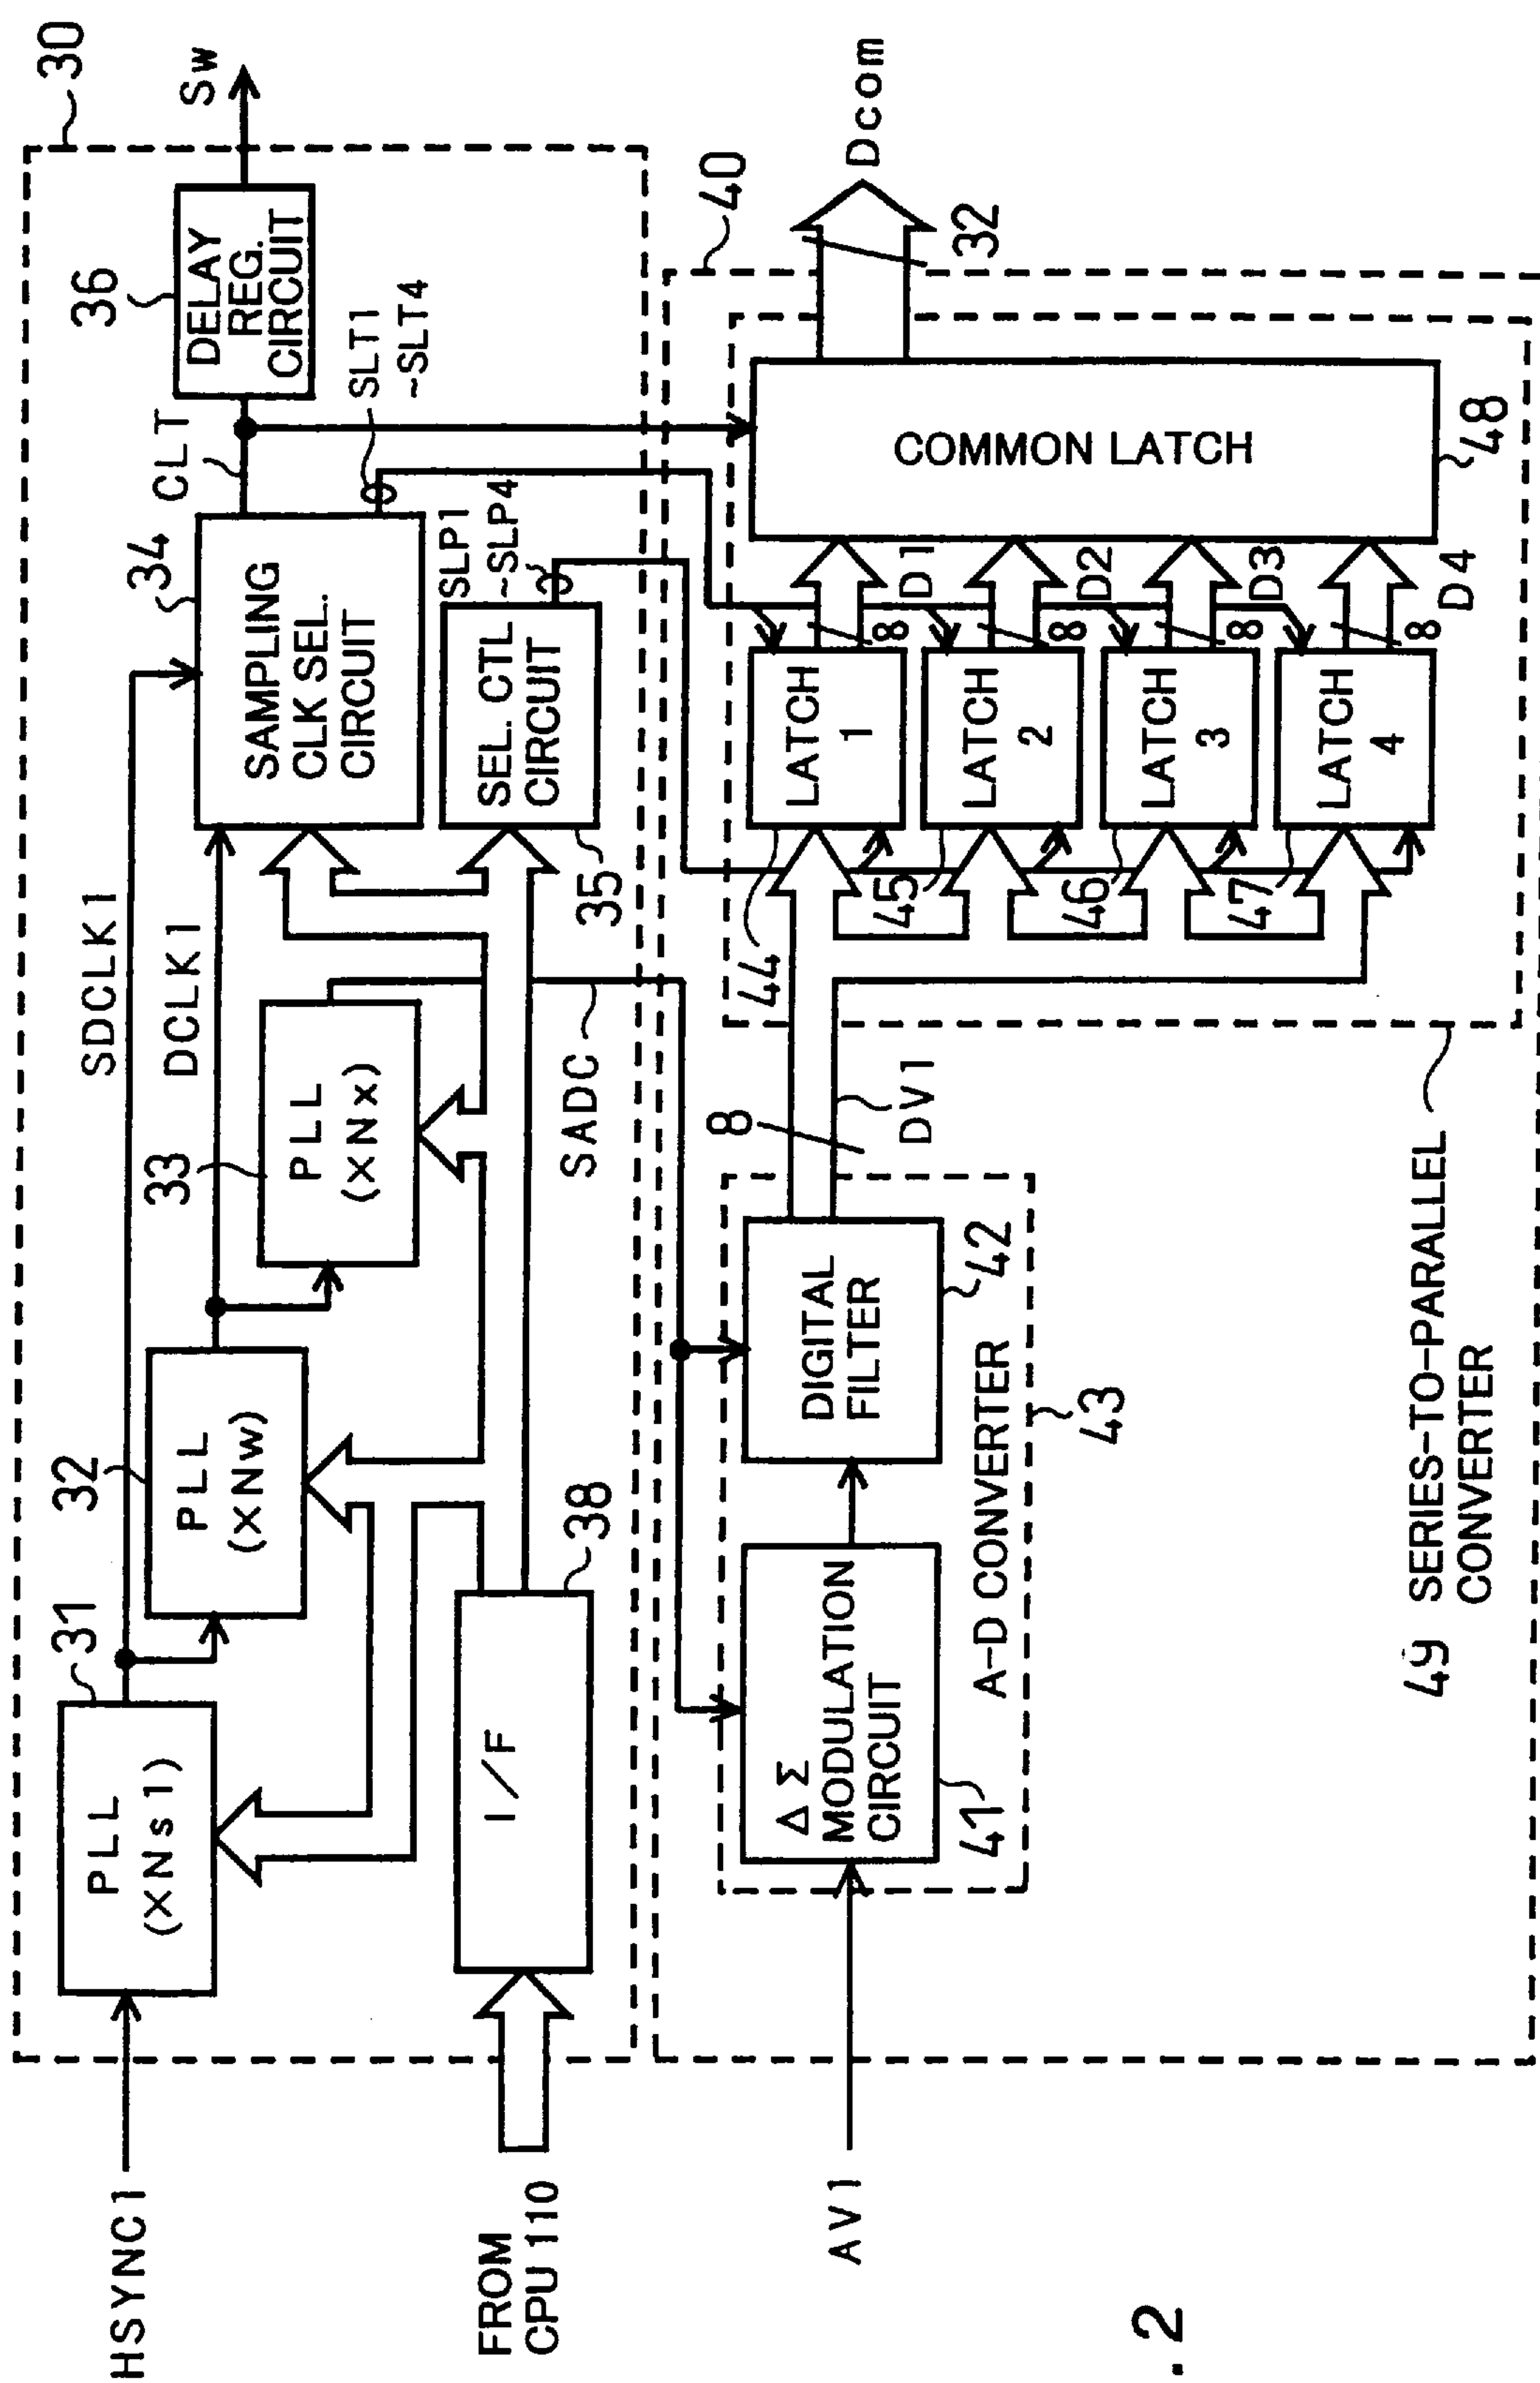 HSYNC1
PLL
(×Ns1)
31
SDCLK1
PLL
(×Nw)
32
DCLK1
PLL
(×Nx)
33
SAMPLING
CLK SEL.
CIRCUIT
34
CLT
DELAY
REG.
CIRCUIT
36
Sw
30
SLT1
~SLT4
FROM
CPU 110
I/F
38
SADC
SEL. CTL
CIRCUIT
35
SLP1
~SLP4
AV1
ΔΣ
MODULATION
CIRCUIT
41
DIGITAL
FILTER
42
A-D CONVERTER
43
8
DV1
44
LATCH
1
8
D1
45
LATCH
2
8
D2
46
LATCH
3
8
D3
47
LATCH
4
8
D4
COMMON LATCH
48
40
32
Dcom
49 SERIES-TO-PARALLEL
CONVERTER
.2